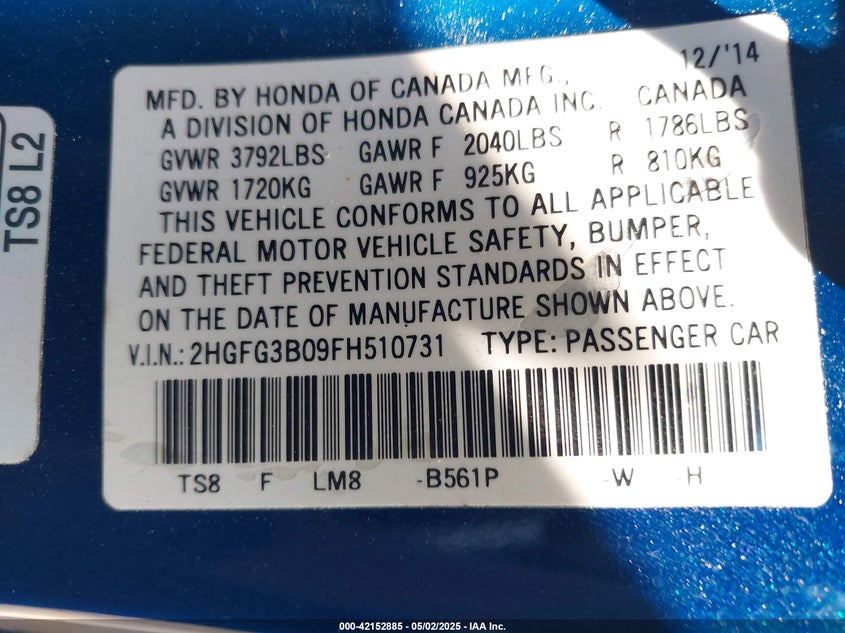 12/'14
MFD. BY HONDA OF CANADA MFG.,
A DIVISION OF HONDA CANADA INC. CANADA
GVWR 3792LBS GAWR F 2040LBS R 1786LBS
GVWR 1720KG GAWR F 925KG R 810KG
THIS VEHICLE CONFORMS TO ALL APPLICABLE
FEDERAL MOTOR VEHICLE SAFETY, BUMPER,
AND THEFT PREVENTION STANDARDS IN EFFECT
ON THE DATE OF MANUFACTURE SHOWN ABOVE.
V.I.N.: 2HGFG3B09FH510731 TYPE: PASSENGER CAR
TS8 F LM8 -B561P -W -H
TS8 L2
000-42152885 - 05/02/2025 - IAA Inc.